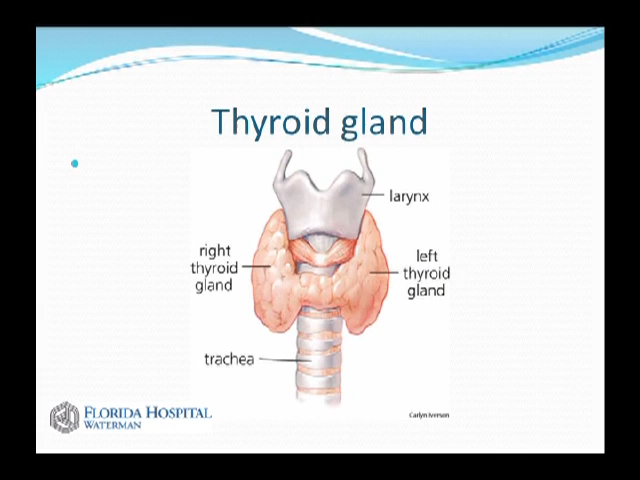 Thyroid gland
larynx
right
thyroid
gland
left
thyroid
gland
trachea
FLORIDA HOSPITAL
WATERMAN
Carlyn Iverson